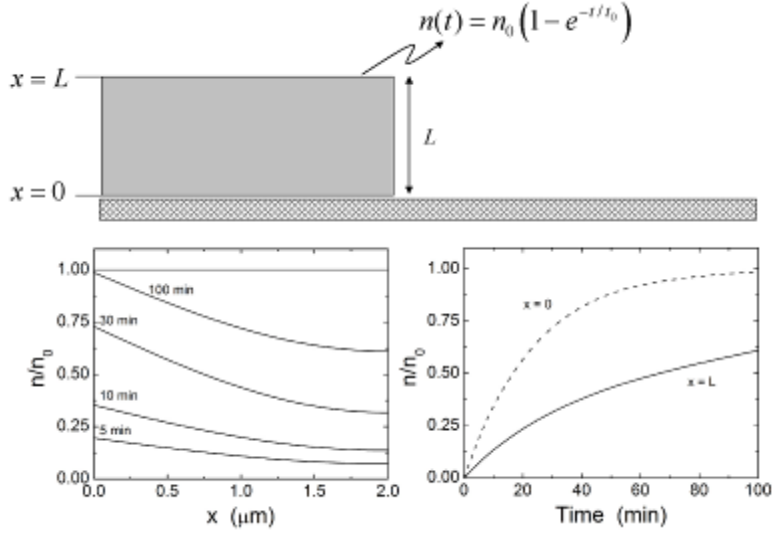 n(t) = n₀(1 − e^{−t/t₀})
x = L
L
x = 0
1.00
0.75
0.50
0.25
0.00
n/n₀
100 min
30 min
10 min
5 min
0.0 0.5 1.0 1.5 2.0
x (μm)
1.00
0.75
0.50
0.25
0.00
n/n₀
x = 0
x = L
0 20 40 60 80 100
Time (min)